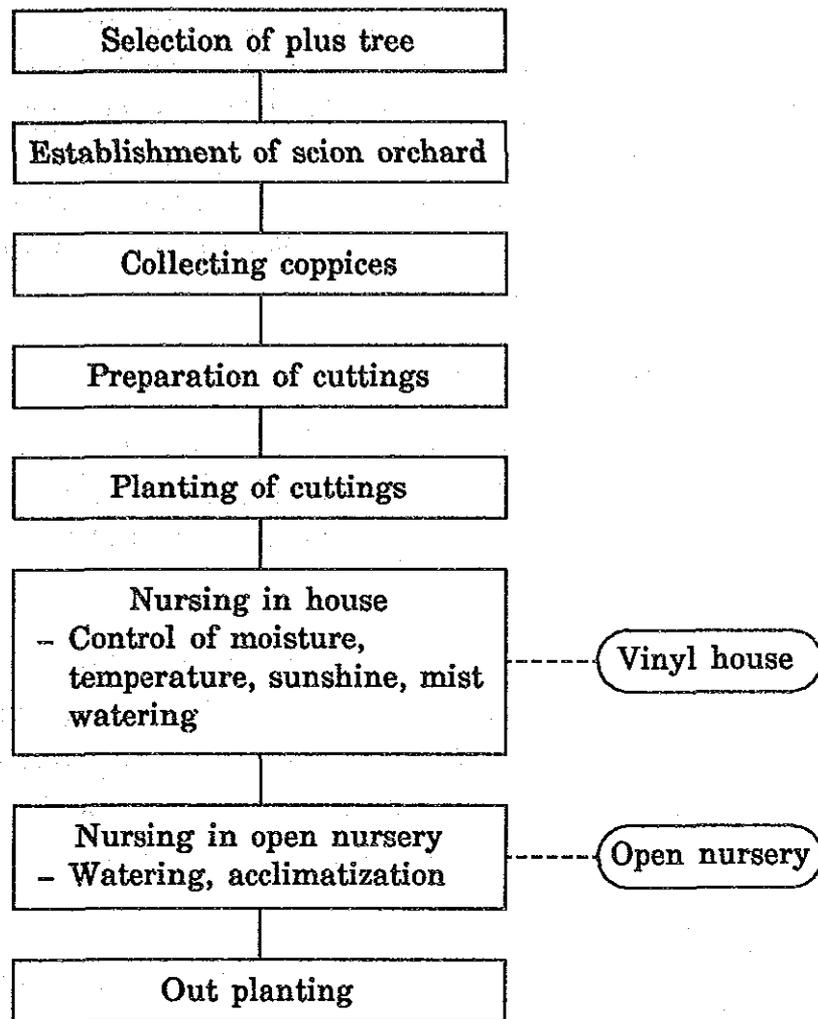 Selection of plus tree
Establishment of scion orchard
Collecting coppices
Preparation of cuttings
Planting of cuttings
Nursing in house
– Control of moisture,
temperature, sunshine, mist
watering
Vinyl house
Nursing in open nursery
– Watering, acclimatization
Open nursery
Out planting